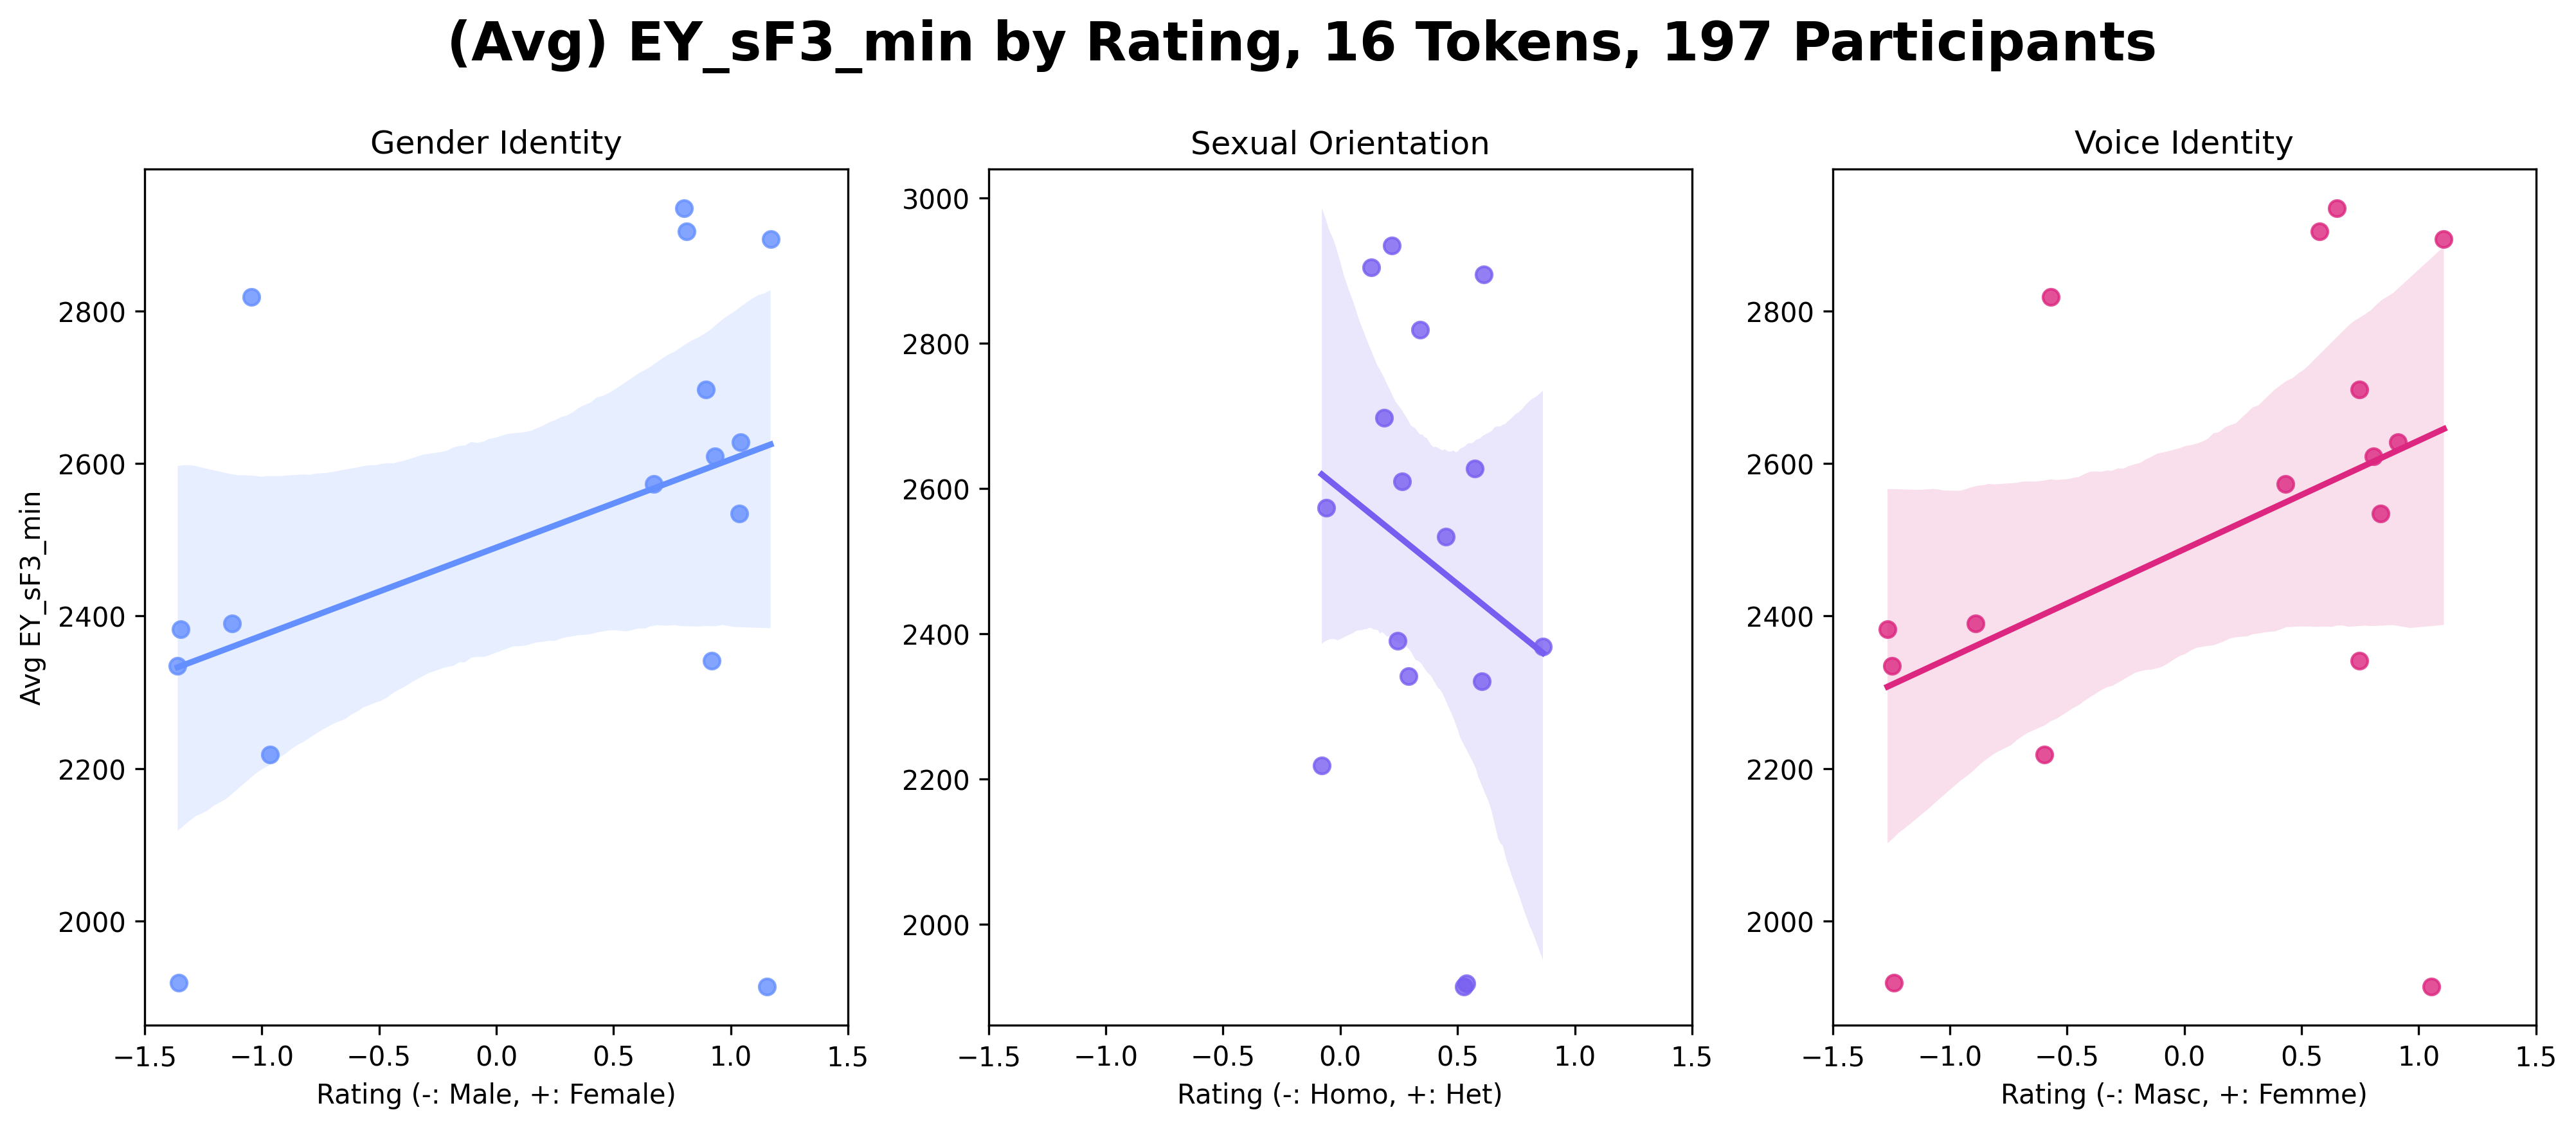 (Avg) EY_sF3_min by Rating, 16 Tokens, 197 Participants
Gender Identity
Avg EY_sF3_min
2800
2600
2400
2200
2000
−1.5 −1.0 −0.5 0.0 0.5 1.0 1.5
Rating (-: Male, +: Female)
Sexual Orientation
3000
2800
2600
2400
2200
2000
−1.5 −1.0 −0.5 0.0 0.5 1.0 1.5
Rating (-: Homo, +: Het)
Voice Identity
2800
2600
2400
2200
2000
−1.5 −1.0 −0.5 0.0 0.5 1.0 1.5
Rating (-: Masc, +: Femme)